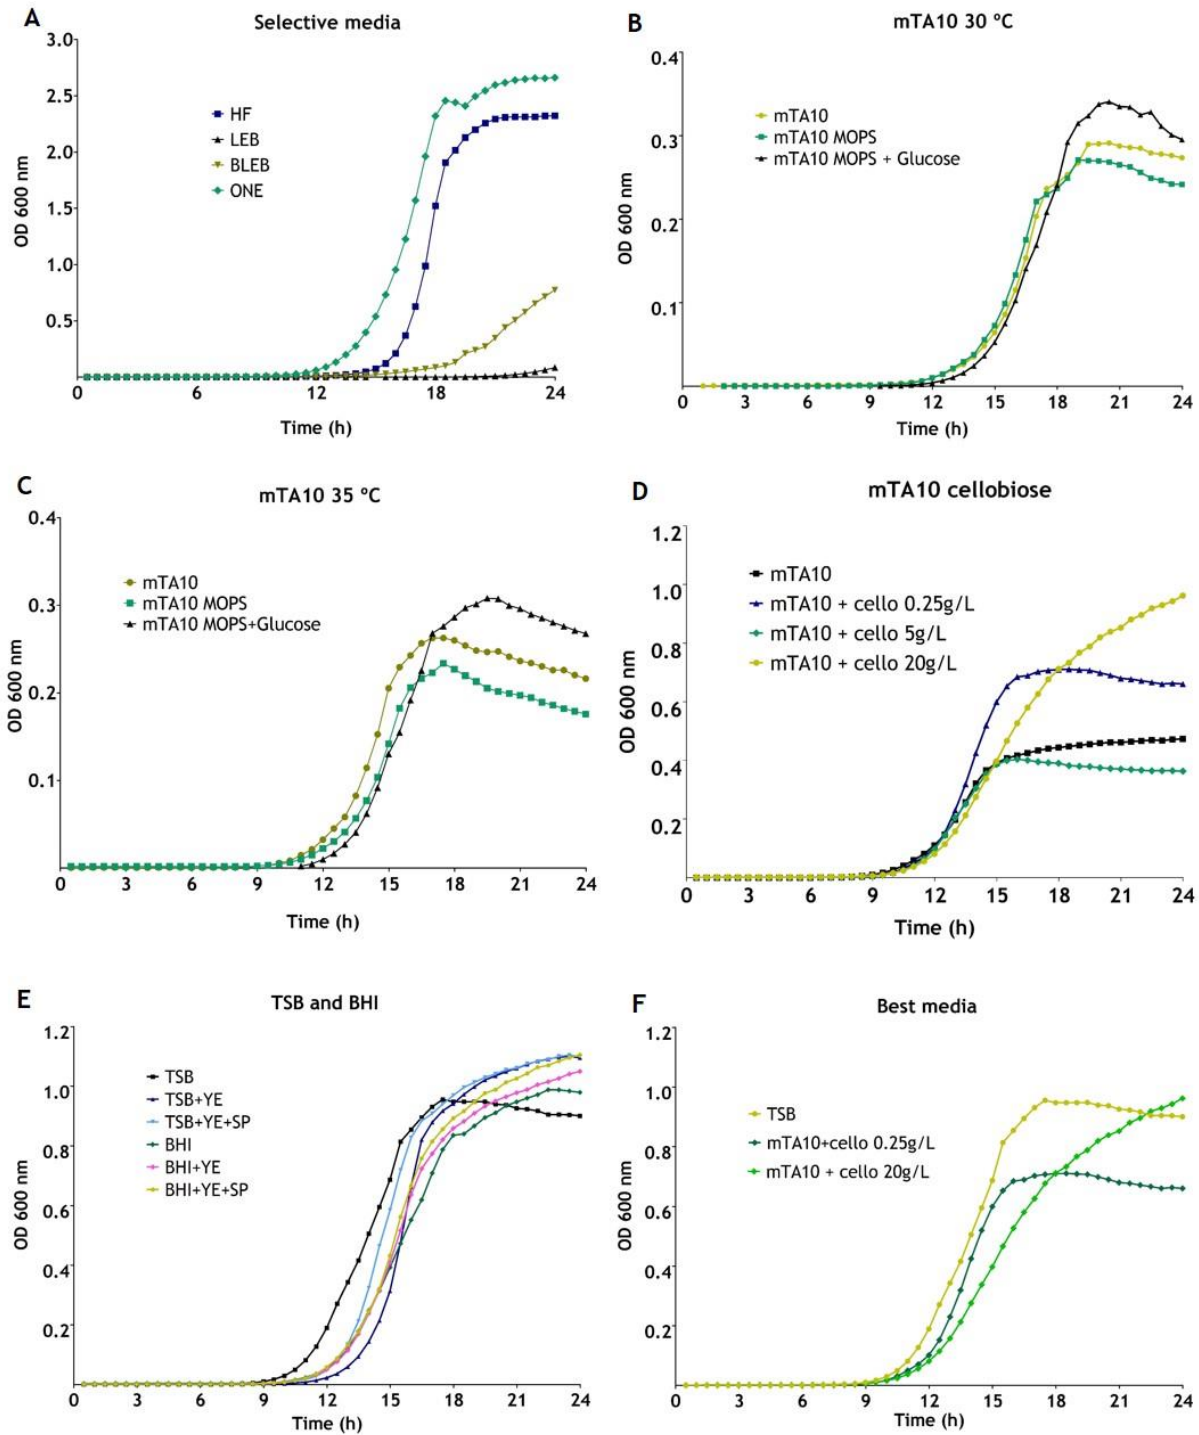 A
Selective media
3.0
2.5
2.0
1.5
1.0
0.5
OD 600 nm
HF
LEB
BLEB
ONE
0 6 12 18 24
Time (h)
B
mTA10 30 ºC
0.4
0.3
0.2
0.1
OD 600 nm
mTA10
mTA10 MOPS
mTA10 MOPS + Glucose
0 3 6 9 12 15 18 21 24
Time (h)
C
mTA10 35 ºC
0.4
0.3
0.2
0.1
OD 600 nm
mTA10
mTA10 MOPS
mTA10 MOPS+Glucose
0 3 6 9 12 15 18 21 24
Time (h)
D
mTA10 cellobiose
1.2
1.0
0.8
0.6
0.4
0.2
OD 600 nm
mTA10
mTA10 + cello 0.25g/L
mTA10 + cello 5g/L
mTA10 + cello 20g/L
0 3 6 9 12 15 18 21 24
Time (h)
E
TSB and BHI
1.2
1.0
0.8
0.6
0.4
0.2
OD 600 nm
TSB
TSB+YE
TSB+YE+SP
BHI
BHI+YE
BHI+YE+SP
0 3 6 9 12 15 18 21 24
Time (h)
F
Best media
1.2
1.0
0.8
0.6
0.4
0.2
OD 600 nm
TSB
mTA10+cello 0.25g/L
mTA10 + cello 20g/L
0 3 6 9 12 15 18 21 24
Time (h)